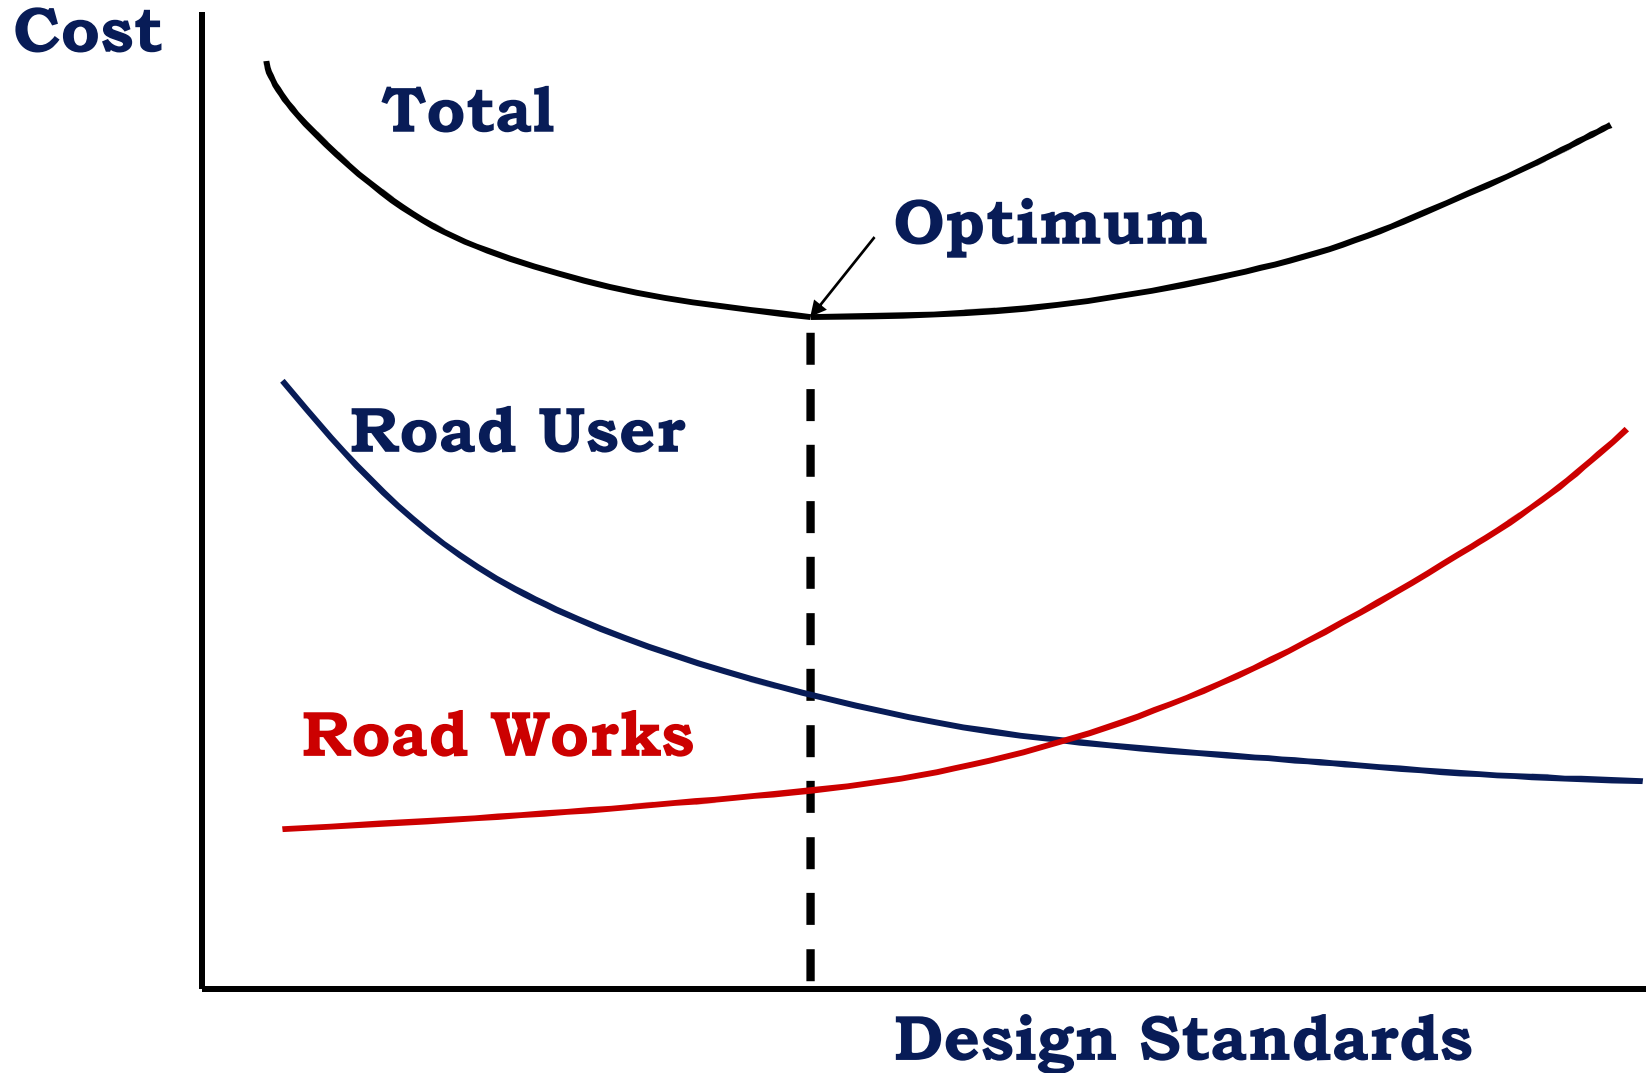 Cost
Total
Optimum
Road User
Road Works
Design Standards